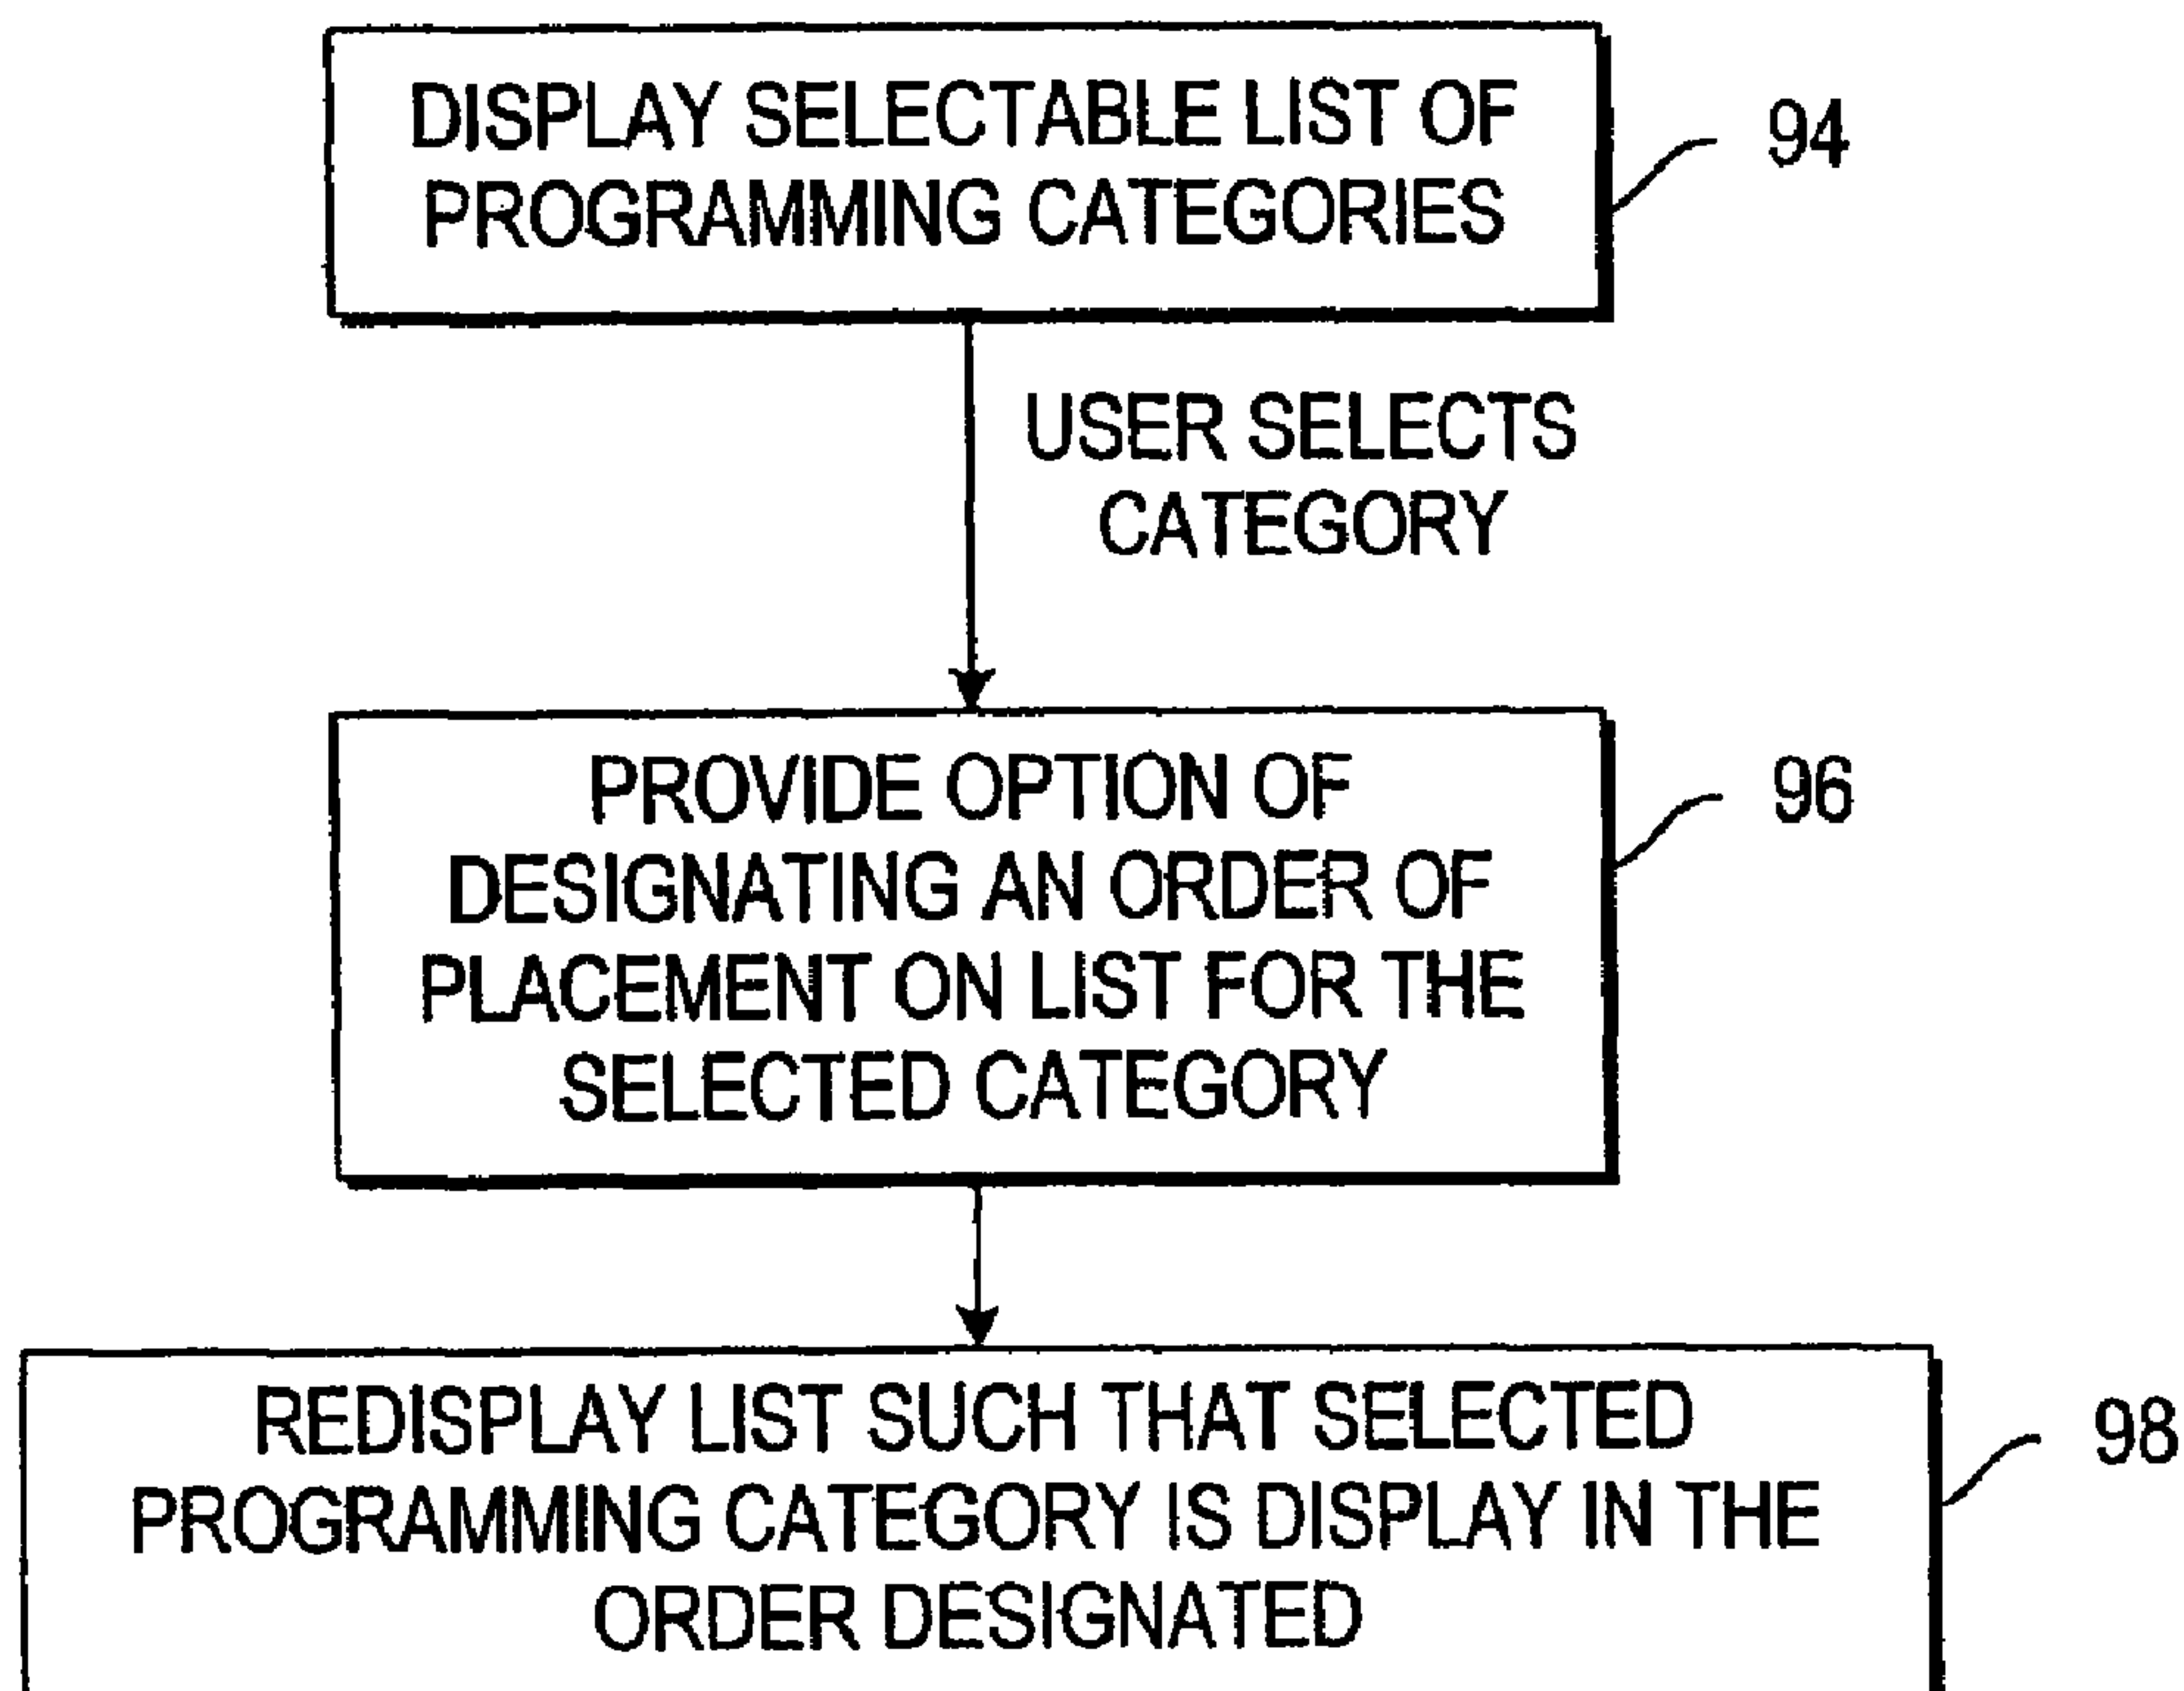 DISPLAY SELECTABLE LIST OF
PROGRAMMING CATEGORIES
94
USER SELECTS
CATEGORY
PROVIDE OPTION OF
DESIGNATING AN ORDER OF
PLACEMENT ON LIST FOR THE
SELECTED CATEGORY
96
REDISPLAY LIST SUCH THAT SELECTED
PROGRAMMING CATEGORY IS DISPLAY IN THE
ORDER DESIGNATED
98